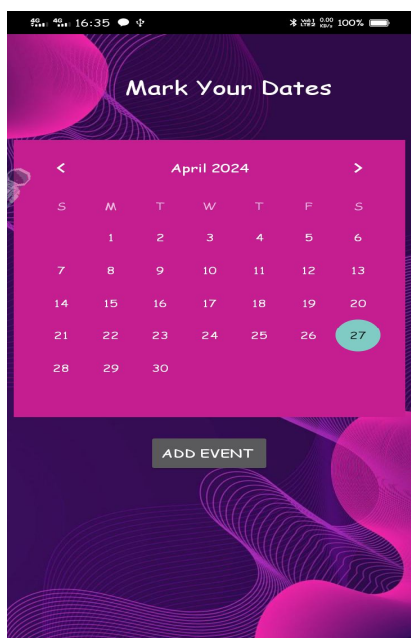 4G 4G 16:35 100%
Mark Your Dates
< April 2024 >
S M T W T F S
1 2 3 4 5 6
7 8 9 10 11 12 13
14 15 16 17 18 19 20
21 22 23 24 25 26 27
28 29 30
ADD EVENT